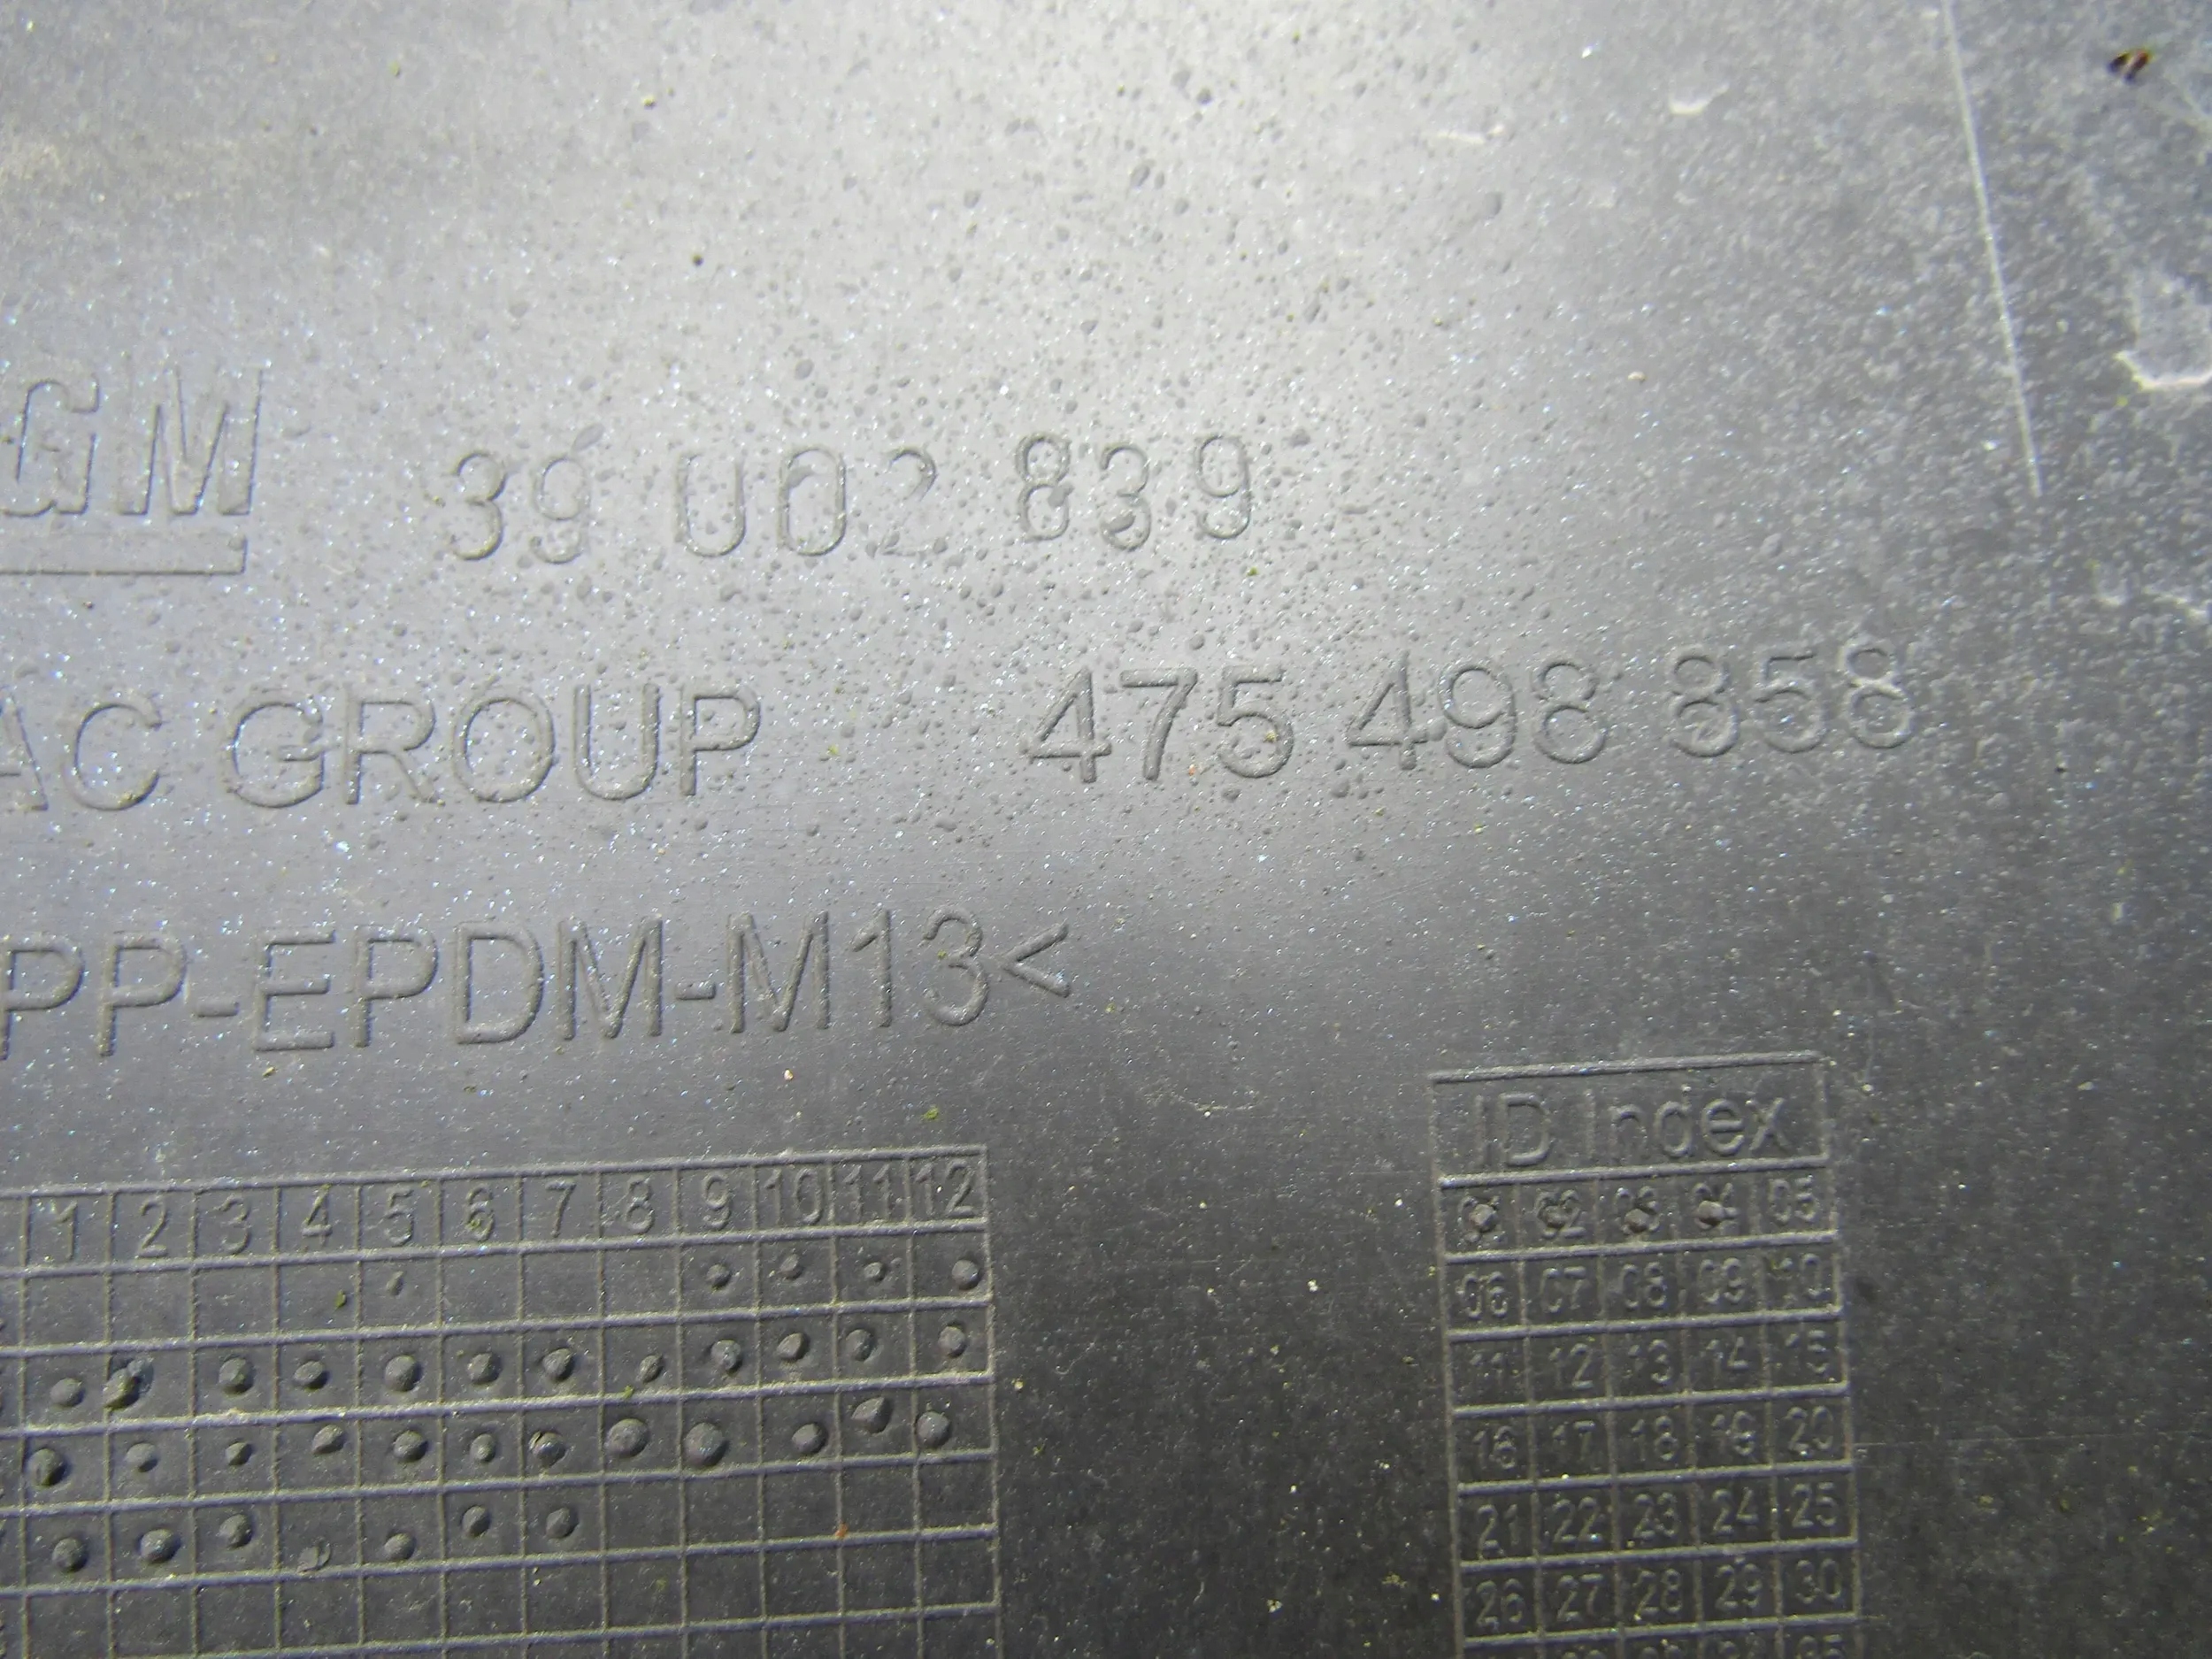 GM 39 002 839
AC GROUP 475 498 858
PP-EPDM-M13<
ID Index
1 2 3 4 5 6 7 8 9 10 11 12
01 02 03 04 05
06 07 08 09 10
11 12 13 14 15
16 17 18 19 20
21 22 23 24 25
26 27 28 29 30